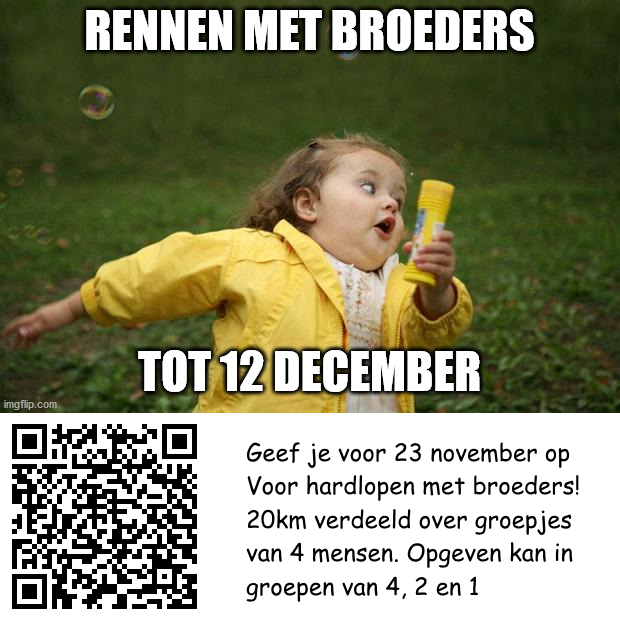 RENNEN MET BROEDERS
TOT 12 DECEMBER
imgflip.com
Geef je voor 23 november op
Voor hardlopen met broeders!
20km verdeeld over groepjes
van 4 mensen. Opgeven kan in
groepen van 4, 2 en 1